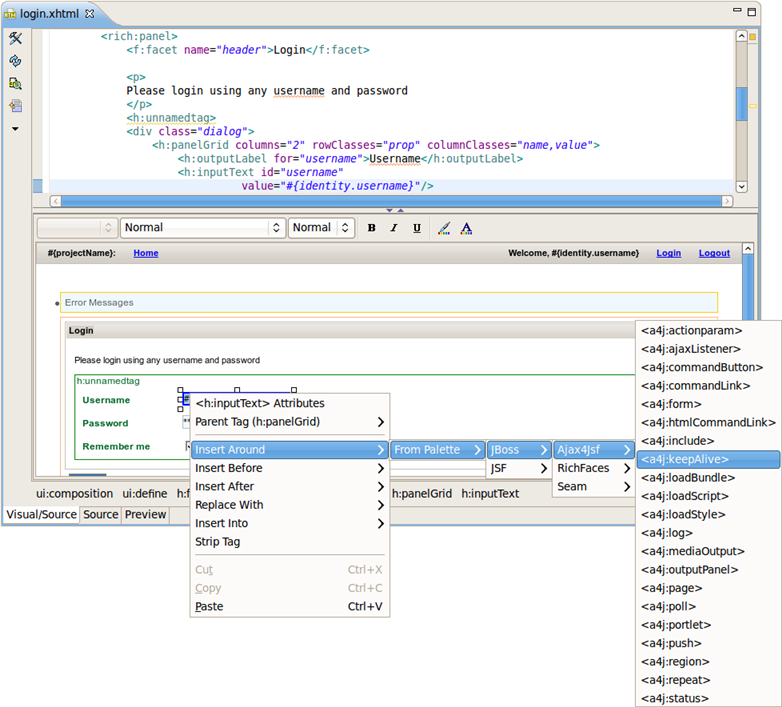 login.xhtml
<rich:panel>
<f:facet name="header">Login</f:facet>
<p>
Please login using any username and password
</p>
<h:unnamedtag>
<div class="dialog">
<h:panelGrid columns="2" rowClasses="prop" columnClasses="name,value">
<h:outputLabel for="username">Username</h:outputLabel>
<h:inputText id="username"
value="#{identity.username}"/>
Normal Normal B I U A
#{projectName}: Home Welcome, #{identity.username} Login Logout
Error Messages
Login
Please login using any username and password
h:unnamedtag
Username
Password **
Remember me
ui:composition ui:define h:f h:panelGrid h:inputText
Visual/Source Source Preview
<h:inputText> Attributes
Parent Tag (h:panelGrid)
Insert Around
Insert Before
Insert After
Replace With
Insert Into
Strip Tag
Cut Ctrl+X
Copy Ctrl+C
Paste Ctrl+V
From Palette
JBoss
JSF
Ajax4Jsf
RichFaces
Seam
<a4j:actionparam>
<a4j:ajaxListener>
<a4j:commandButton>
<a4j:commandLink>
<a4j:form>
<a4j:htmlCommandLink>
<a4j:include>
<a4j:keepAlive>
<a4j:loadBundle>
<a4j:loadScript>
<a4j:loadStyle>
<a4j:log>
<a4j:mediaOutput>
<a4j:outputPanel>
<a4j:page>
<a4j:poll>
<a4j:portlet>
<a4j:push>
<a4j:region>
<a4j:repeat>
<a4j:status>